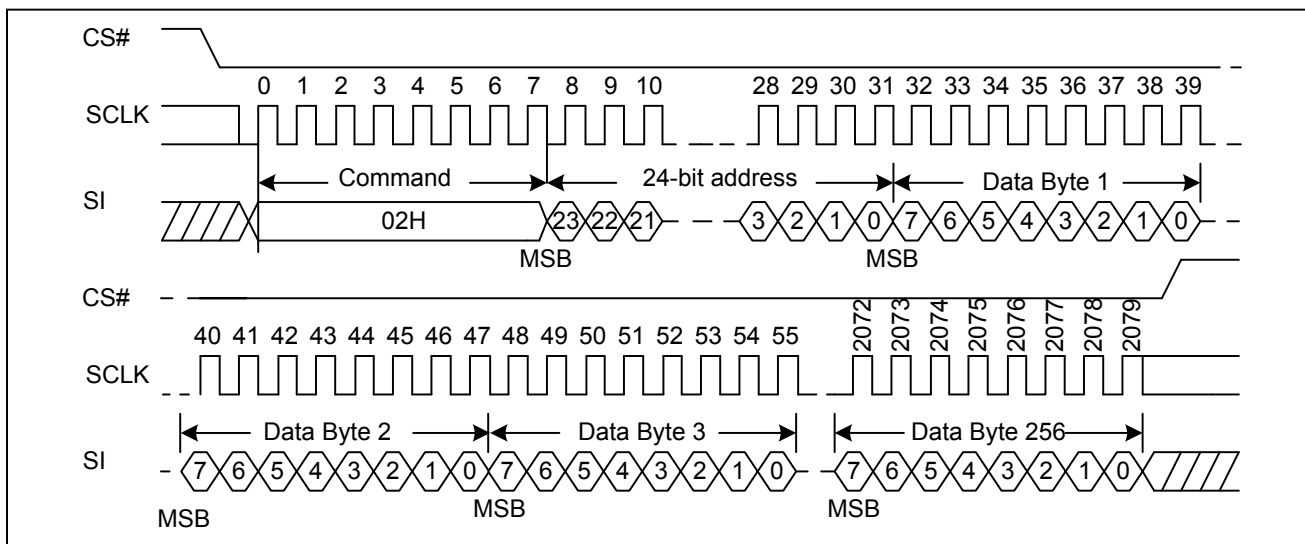 CS#
0 1 2 3 4 5 6 7 8 9 10 28 29 30 31 32 33 34 35 36 37 38 39
SCLK
Command 24-bit address Data Byte 1
SI
02H 23 22 21 3 2 1 0 7 6 5 4 3 2 1 0
MSB MSB
CS#
40 41 42 43 44 45 46 47 48 49 50 51 52 53 54 55 2072 2073 2074 2075 2076 2077 2078 2079
SCLK
Data Byte 2 Data Byte 3 Data Byte 256
SI
7 6 5 4 3 2 1 0 7 6 5 4 3 2 1 0 7 6 5 4 3 2 1 0
MSB MSB MSB